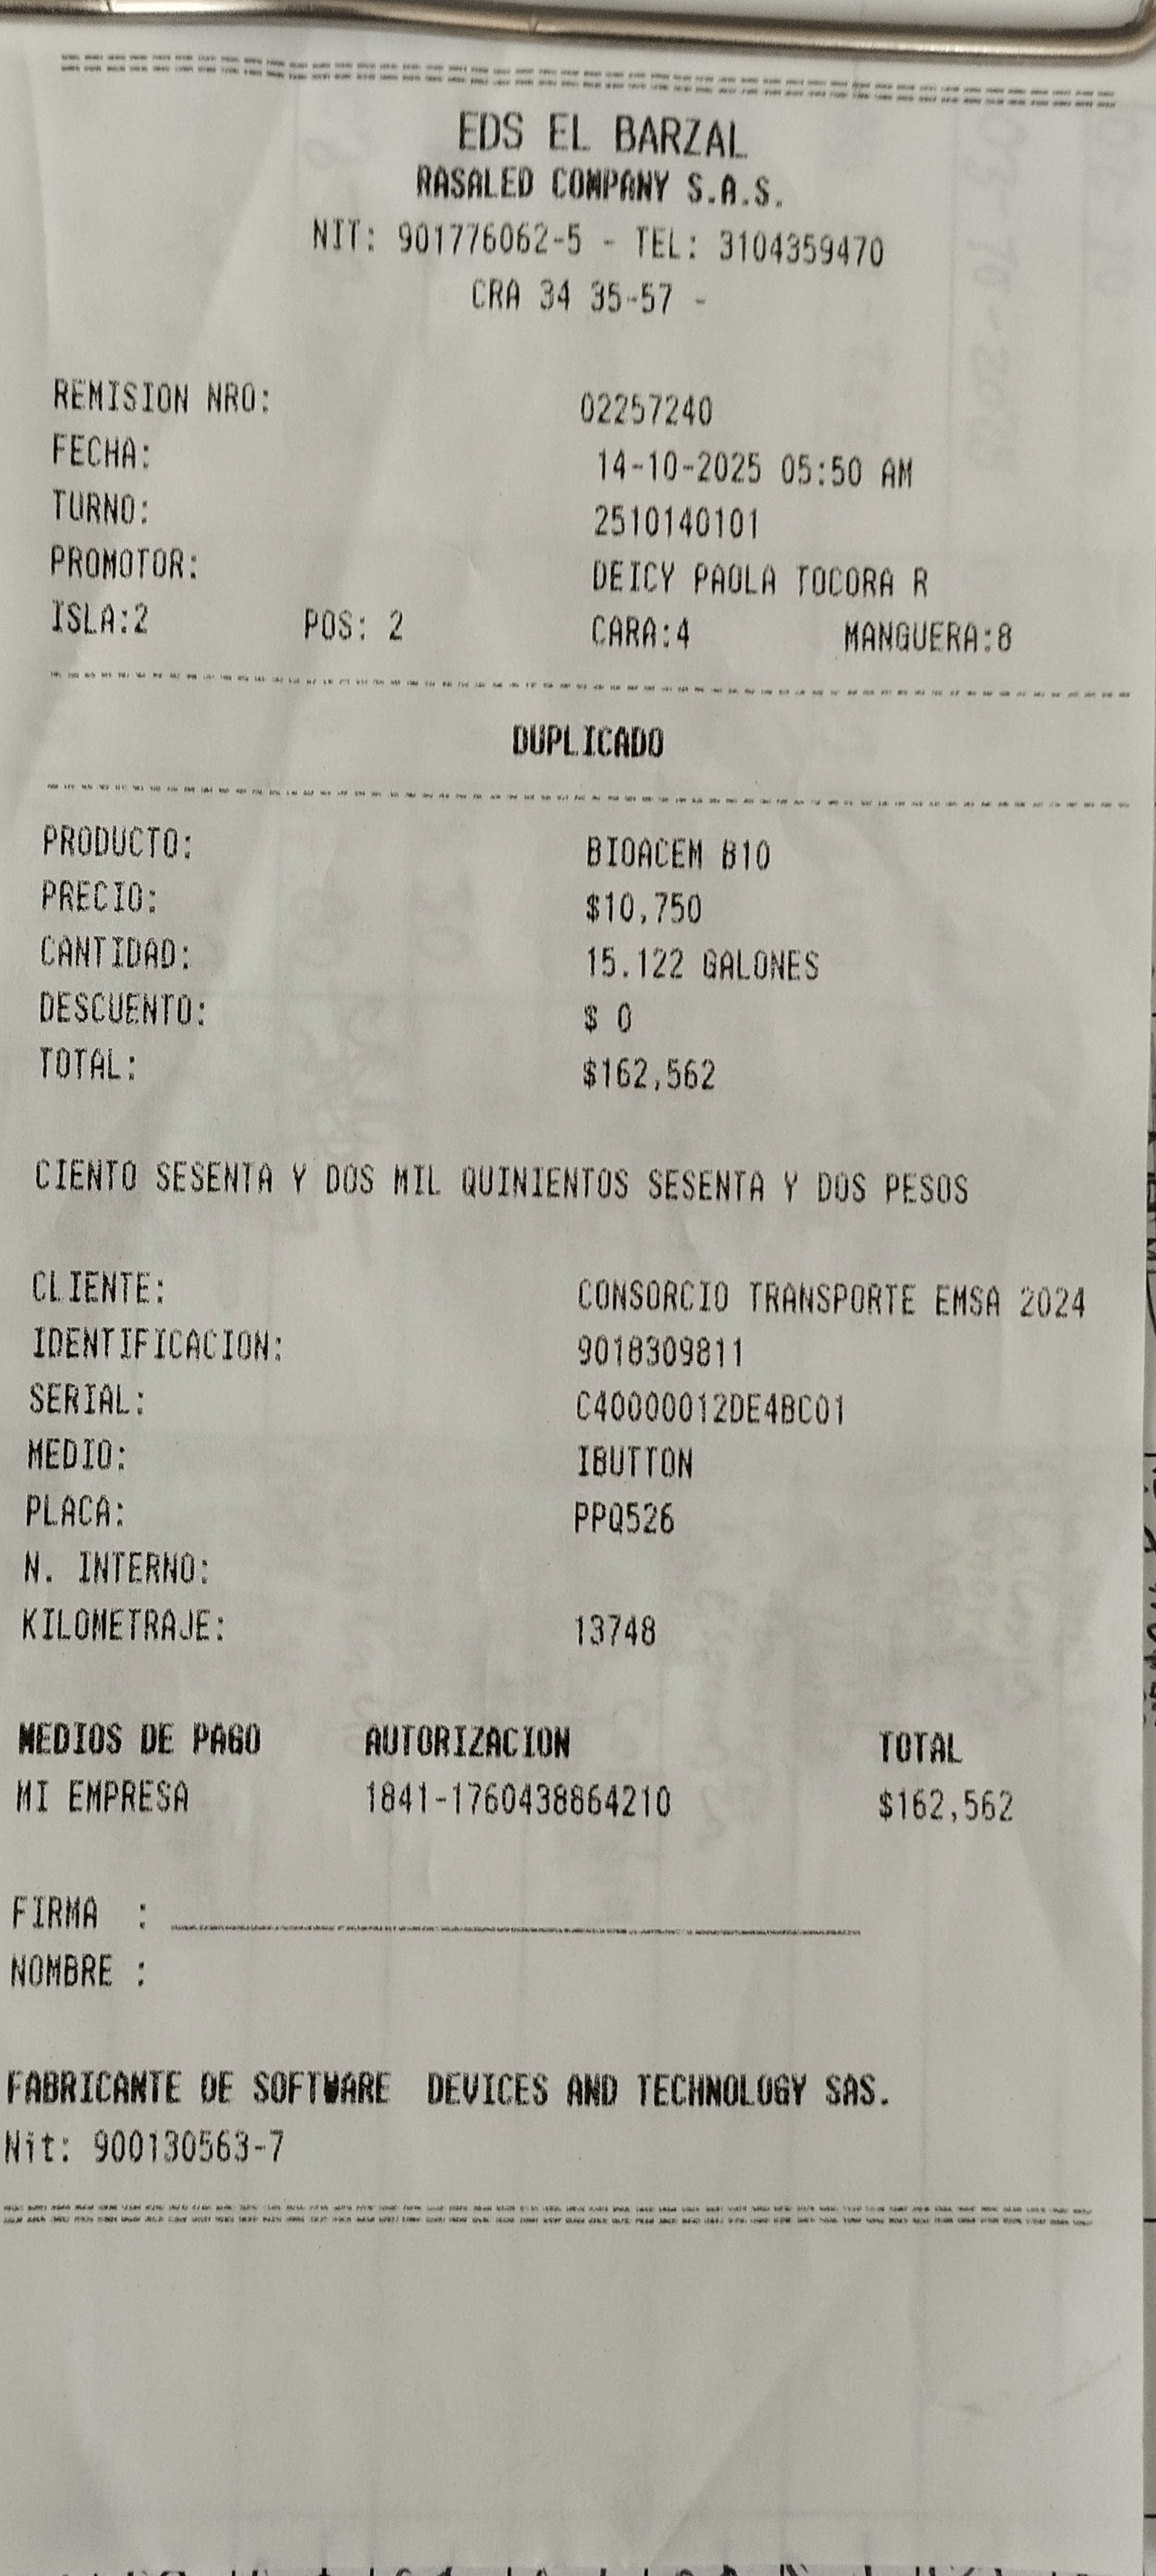 EDS EL BARZAL
RASALED COMPANY S.A.S.
NIT: 901776062-5 - TEL: 3104359470
CRA 34 35-57 -
REMISION NRO: 02257240
FECHA: 14-10-2025 05:50 AM
TURNO: 2510140101
PROMOTOR: DEICY PAOLA TOCORA R
ISLA:2 POS: 2 CARA:4 MANGUERA:8
DUPLICADO
PRODUCTO: BIOACEM B10
PRECIO: $10,750
CANTIDAD: 15.122 GALONES
DESCUENTO: $ 0
TOTAL: $162,562
CIENTO SESENTA Y DOS MIL QUINIENTOS SESENTA Y DOS PESOS
CLIENTE: CONSORCIO TRANSPORTE EMSA 2024
IDENTIFICACION: 9018309811
SERIAL: C40000012DE4BC01
MEDIO: IBUTTON
PLACA: PPQ526
N. INTERNO:
KILOMETRAJE: 13748
MEDIOS DE PAGO AUTORIZACION TOTAL
MI EMPRESA 1841-1760438864210 $162,562
FIRMA :
NOMBRE :
FABRICANTE DE SOFTWARE DEVICES AND TECHNOLOGY SAS.
Nit: 900130563-7